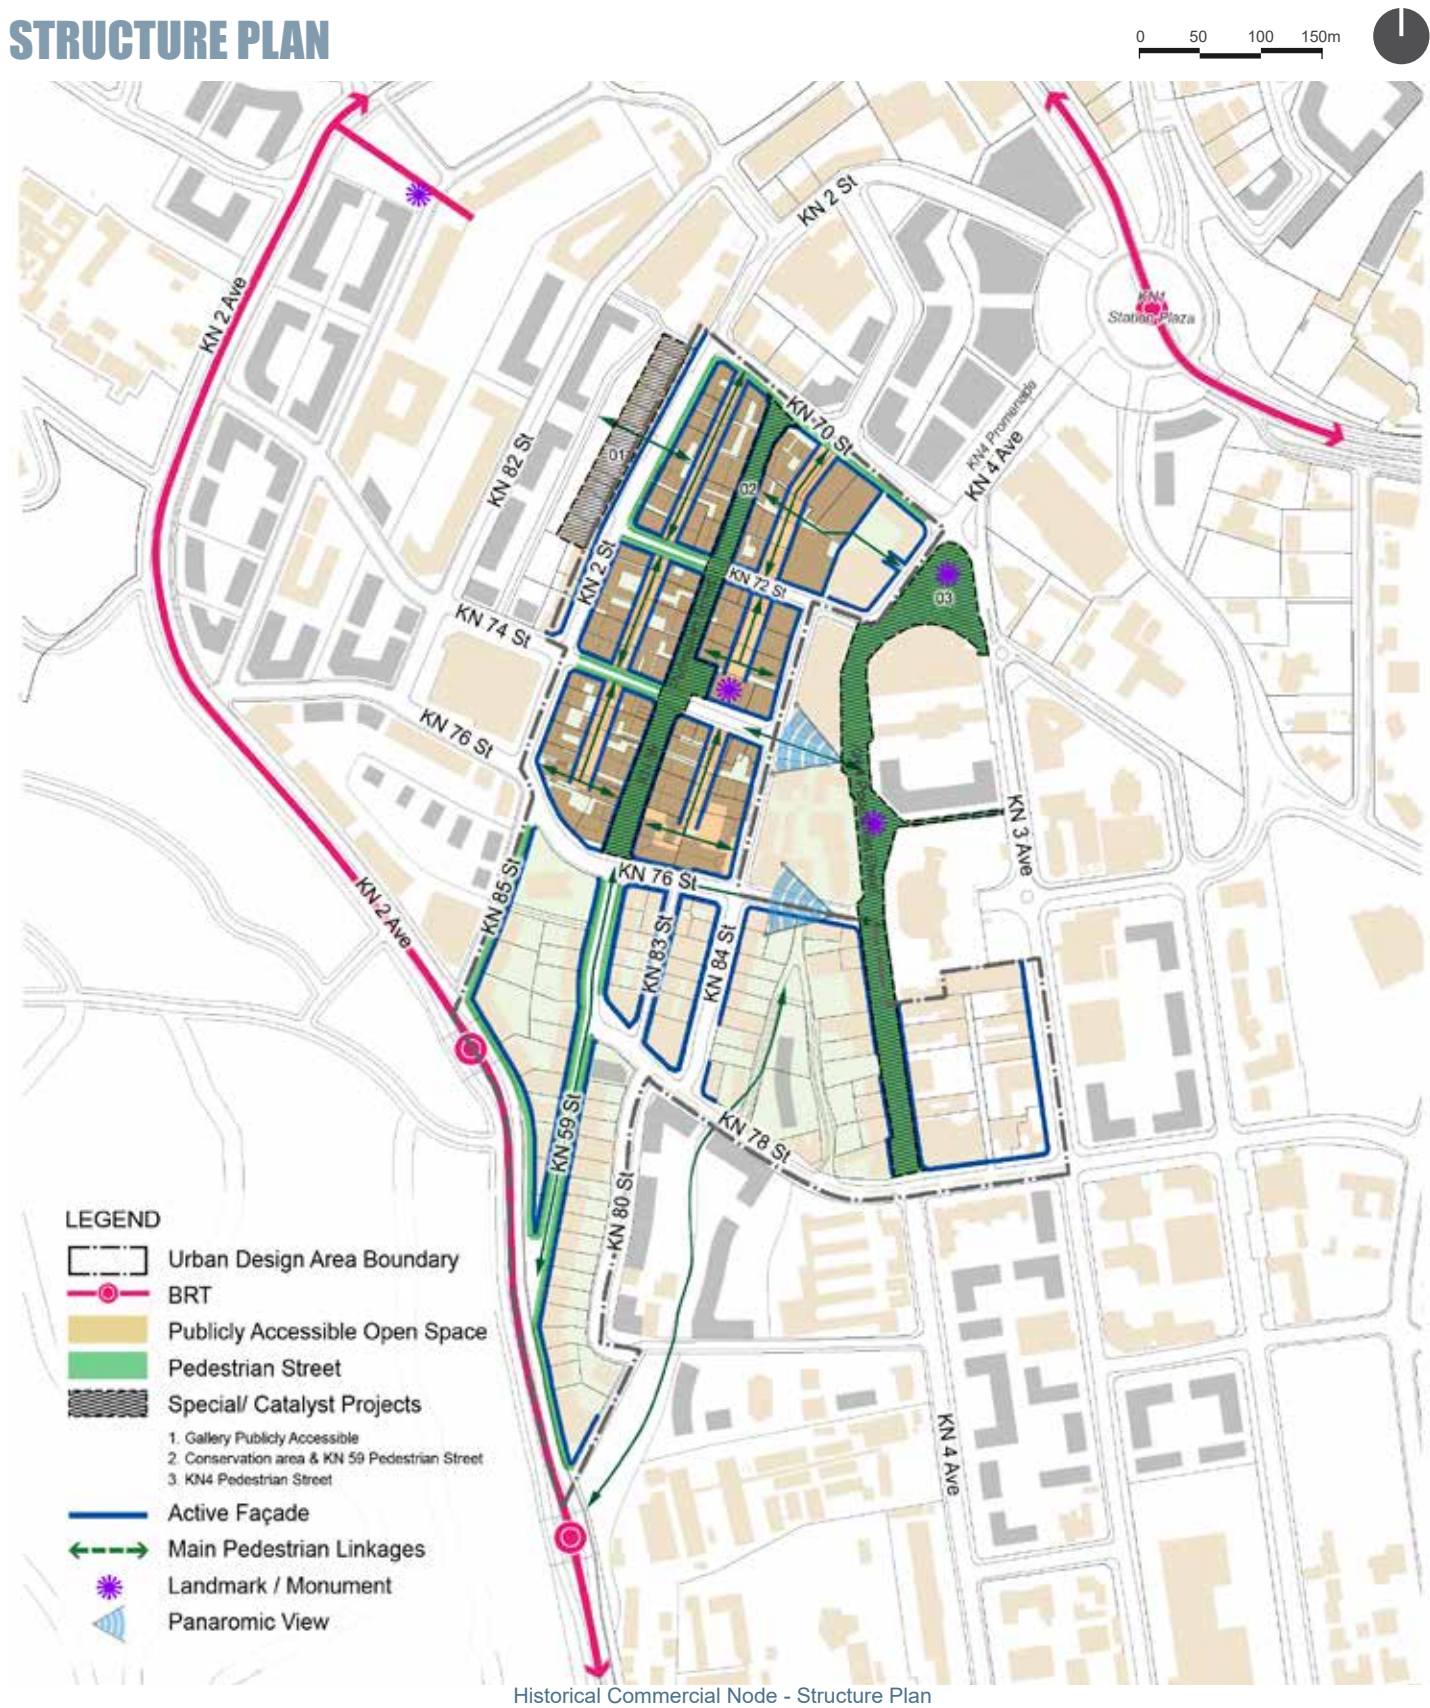 STRUCTURE PLAN
0 50 100 150m
KN 2 St
KN 2 Ave
KN1
Station Plaza
KN 70 St
KN4 Promenade
KN 4 Ave
KN 82 St
01
02
KN 2 St
KN 72 St
03
KN 74 St
KN 76 St
KN 3 Ave
KN 76 St
KN 85 St
KN 2 Ave
KN 83 St
KN 84 St
KN 59 St
KN 78 St
KN 80 St
KN 4 Ave
LEGEND
Urban Design Area Boundary
BRT
Publicly Accessible Open Space
Pedestrian Street
Special/ Catalyst Projects
1. Gallery Publicly Accessible
2. Conservation area & KN 59 Pedestrian Street
3. KN4 Pedestrian Street
Active Façade
Main Pedestrian Linkages
Landmark / Monument
Panaromic View
Historical Commercial Node - Structure Plan